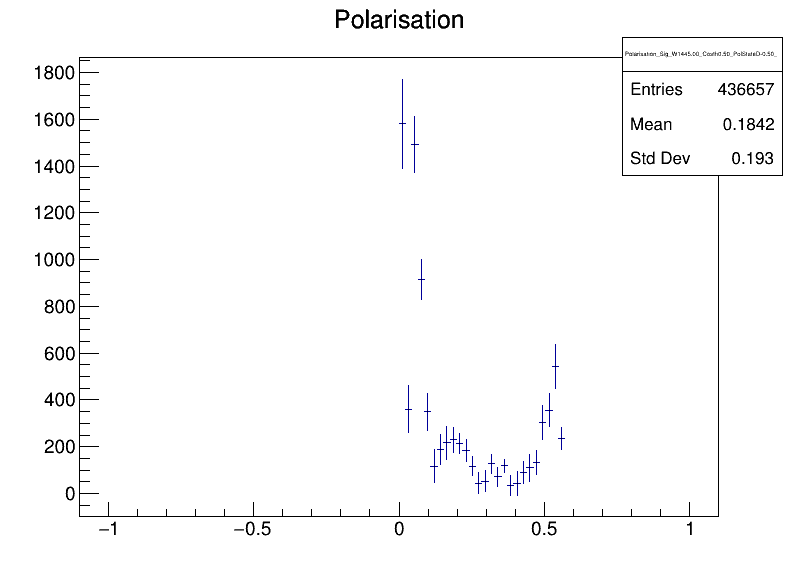 Polarisation
Polarisation_Sig_W1445.00_Costh0.50_PolStateD-0.50_
Entries 436657
Mean 0.1842
Std Dev 0.193
1800
1600
1400
1200
1000
800
600
400
200
0
−1 −0.5 0 0.5 1